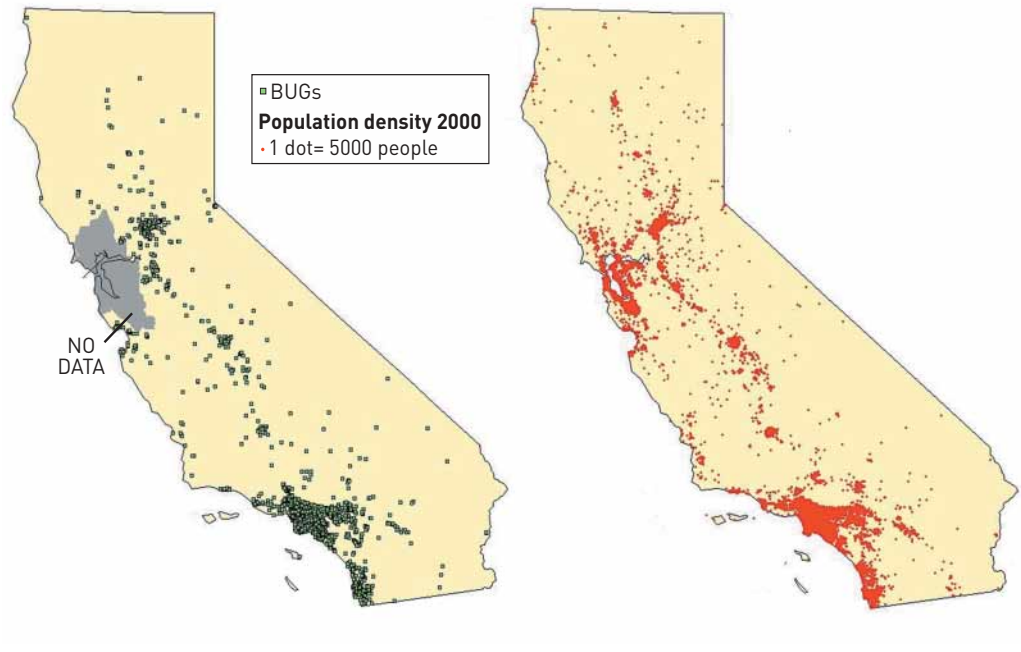 BUGs
Population density 2000
1 dot= 5000 people
NO
DATA